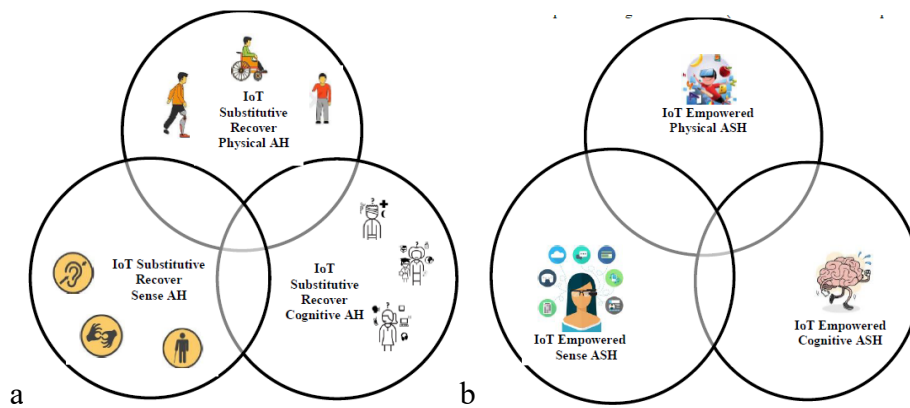 IoT
Substitutive
Recover
Physical AH
IoT Substitutive
Recover
Sense AH
IoT
Substitutive
Recover
Cognitive AH
a
IoT Empowered
Physical ASH
IoT Empowered
Sense ASH
IoT Empowered
Cognitive ASH
b